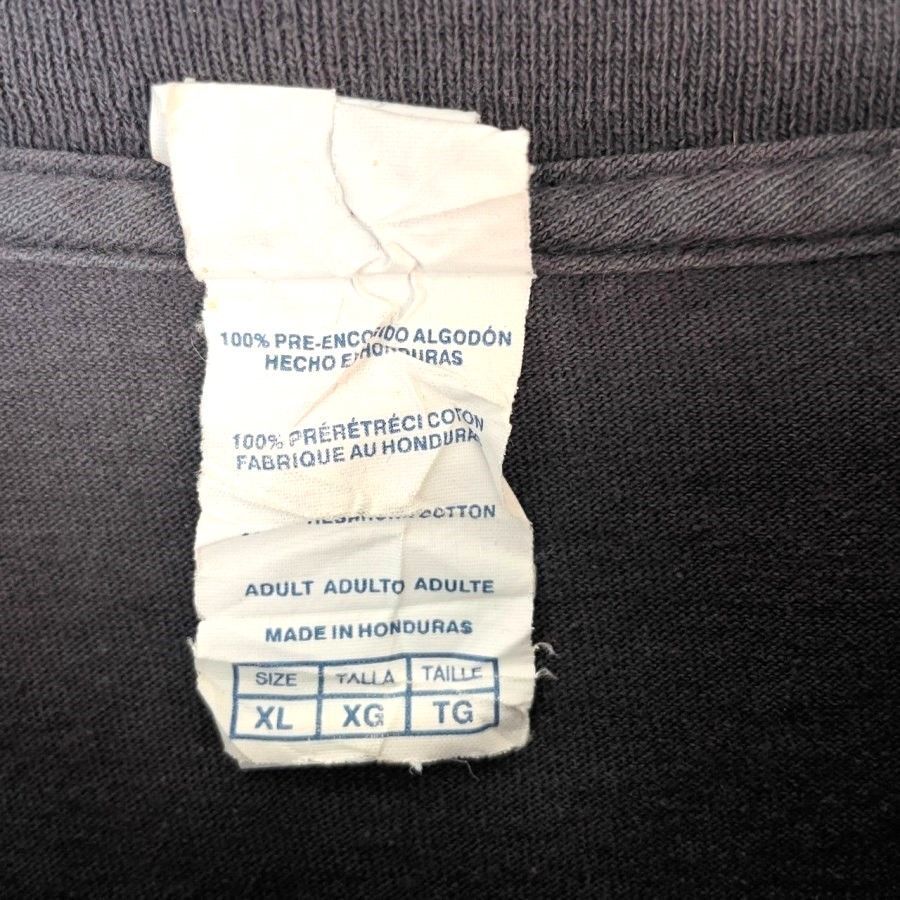 100% PRE-ENCOGIDO ALGODÓN
HECHO EN HONDURAS
100% PRÉRÉTRÉCI COTON
FABRIQUE AU HONDURAS
COTTON
ADULT ADULTO ADULTE
MADE IN HONDURAS
SIZE TALLA TAILLE
XL XG TG